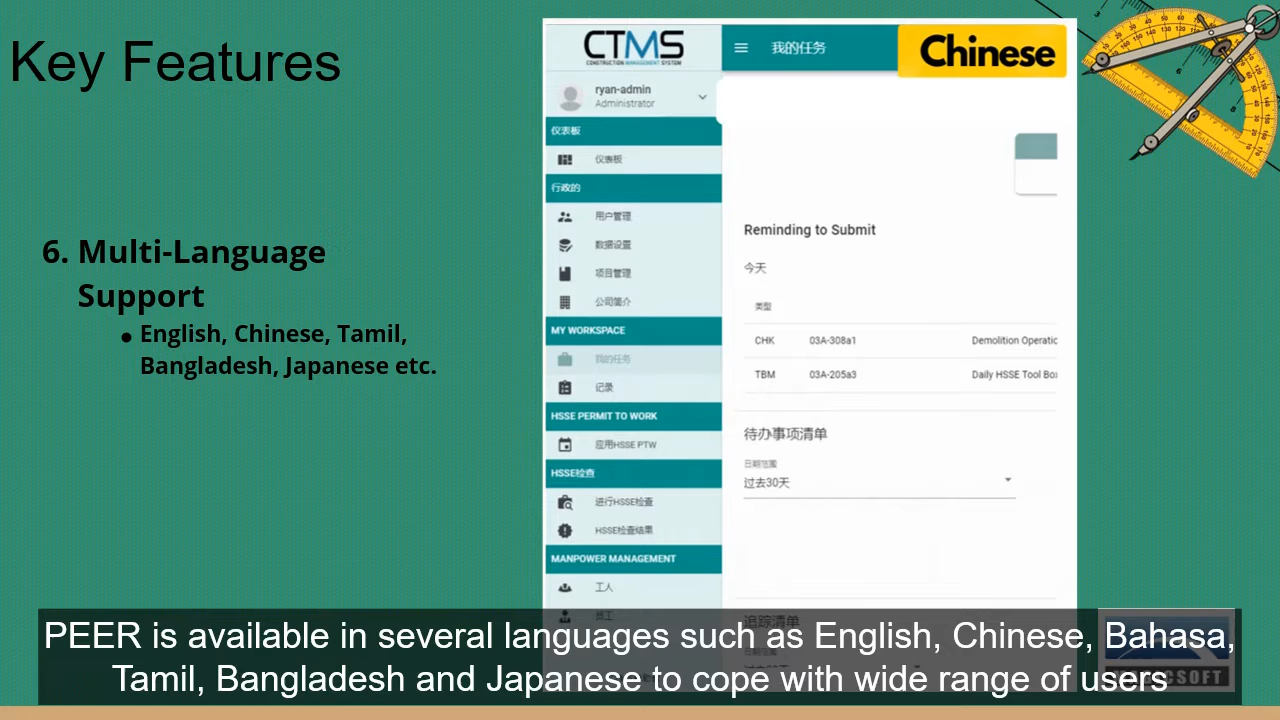 Key Features
6. Multi-Language
Support
• English, Chinese, Tamil,
Bangladesh, Japanese etc.
CTMS
CONSTRUCTION MANAGEMENT SYSTEM
我的任务
Chinese
ryan-admin
Administrator
仪表板
仪表板
行政的
用户管理
数据设置
项目管理
公司简介
MY WORKSPACE
我的任务
记录
HSSE PERMIT TO WORK
应用HSSE PTW
HSSE检查
进行HSSE检查
HSSE检查结果
MANPOWER MANAGEMENT
工人
员工
Reminding to Submit
今天
类型
CHK 03A-308a1 Demolition Operatic
TBM 03A-205a3 Daily HSSE Tool Box
待办事项清单
日期范围
过去30天
追踪清单
PEER is available in several languages such as English, Chinese, Bahasa,
Tamil, Bangladesh and Japanese to cope with wide range of users